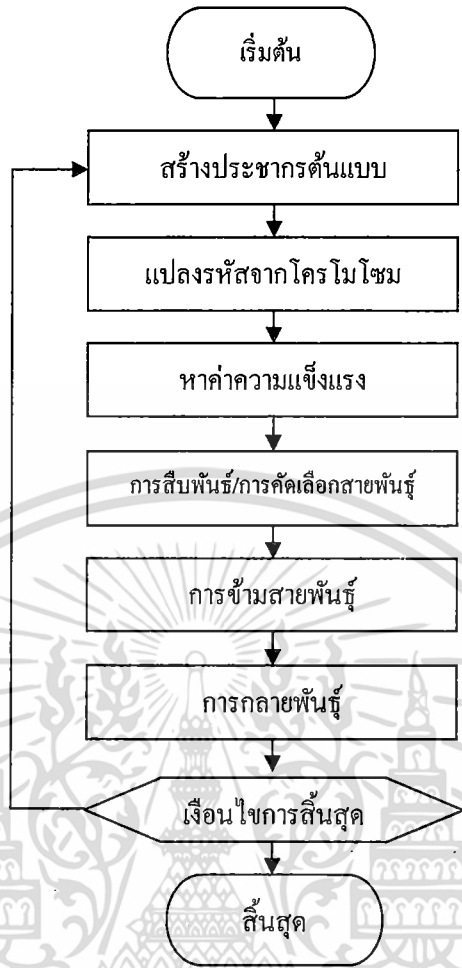 เริ่มต้น
สร้างประชากรต้นแบบ
แปลงรหัสจากโครโมโซม
หาค่าความแข็งแรง
การสืบพันธ์/การคัดเลือกสายพันธุ์
การข้ามสายพันธุ์
การกลายพันธุ์
เงื่อนไขการสิ้นสุด
สิ้นสุด